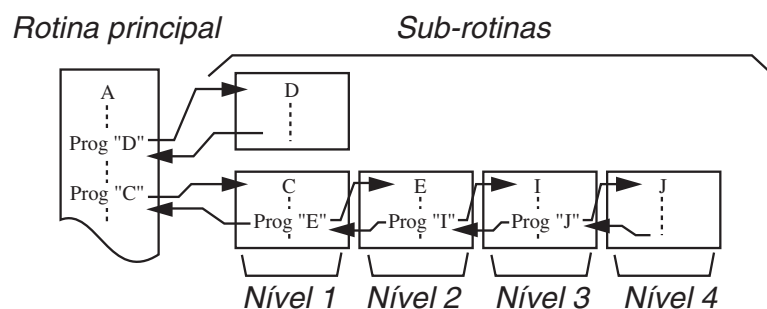 Rotina principal
Sub-rotinas
A
D
Prog "D"
Prog "C"
C
E
I
J
Prog "E"
Prog "I"
Prog "J"
Nível 1
Nível 2
Nível 3
Nível 4